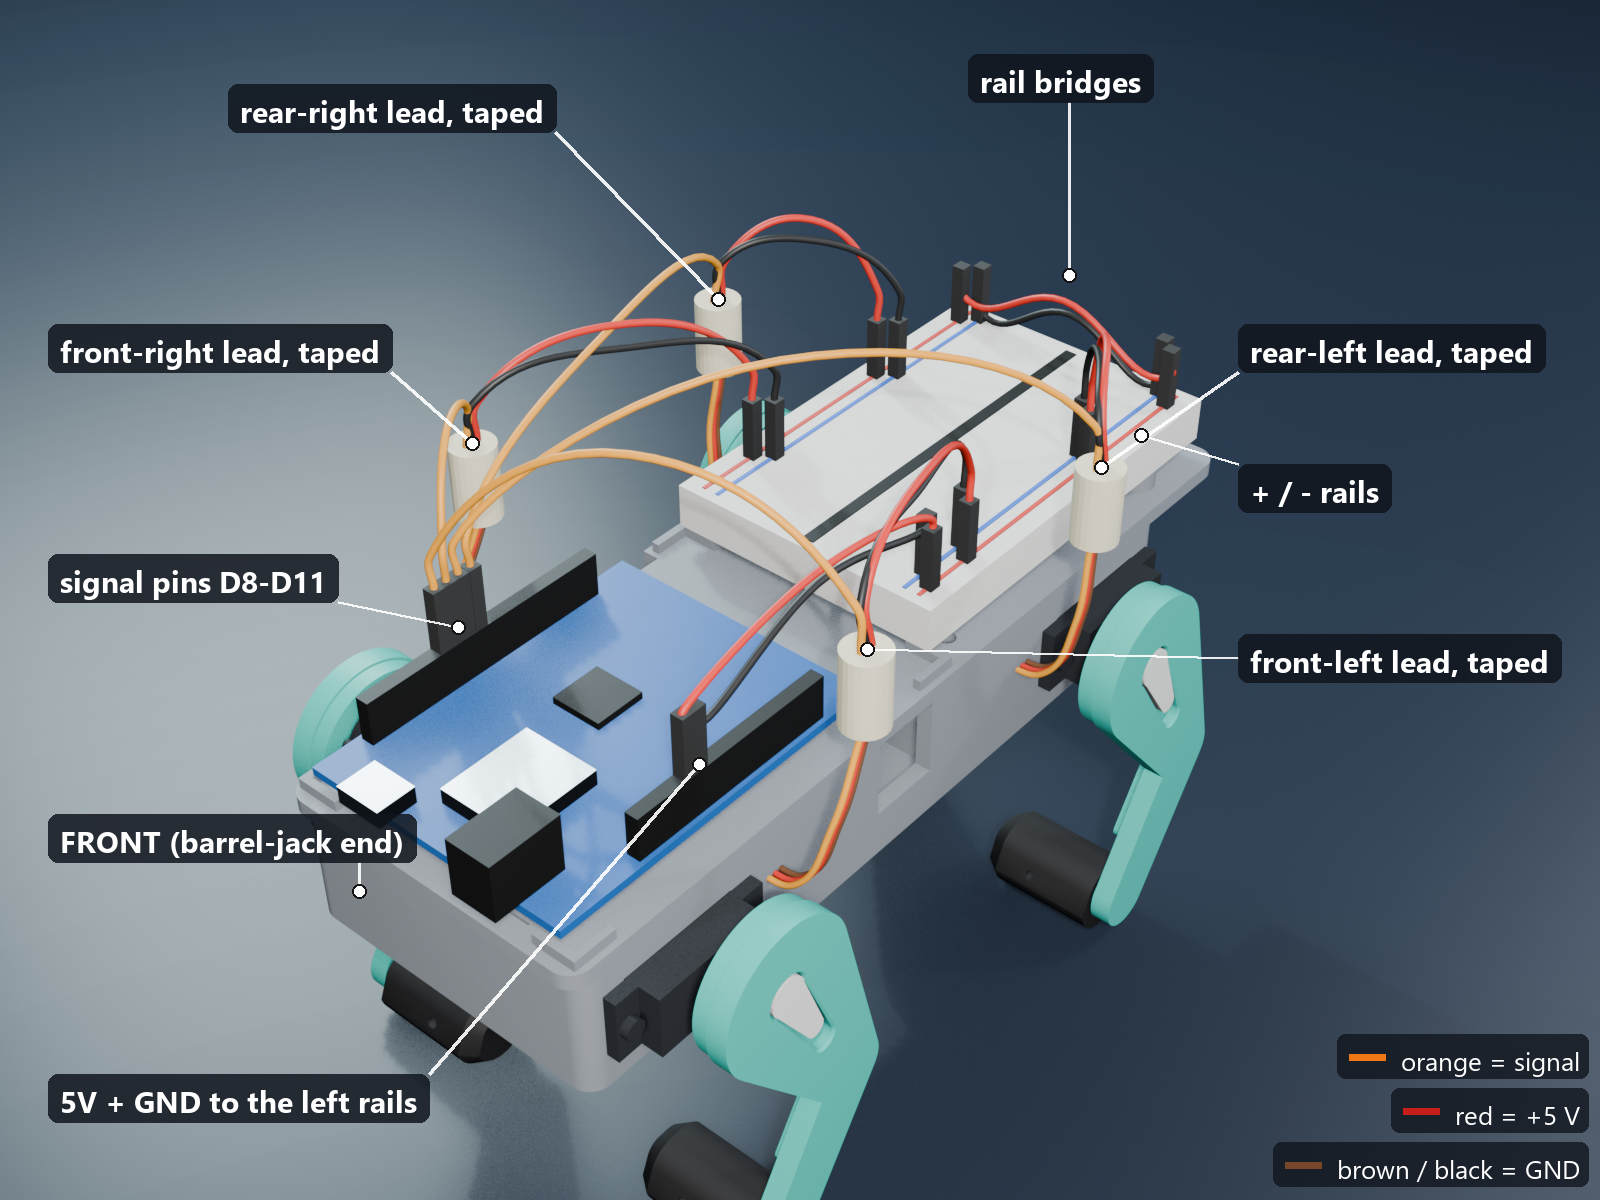 rail bridges
rear-right lead, taped
front-right lead, taped
rear-left lead, taped
+ / - rails
signal pins D8-D11
front-left lead, taped
FRONT (barrel-jack end)
5V + GND to the left rails
orange = signal
red = +5 V
brown / black = GND